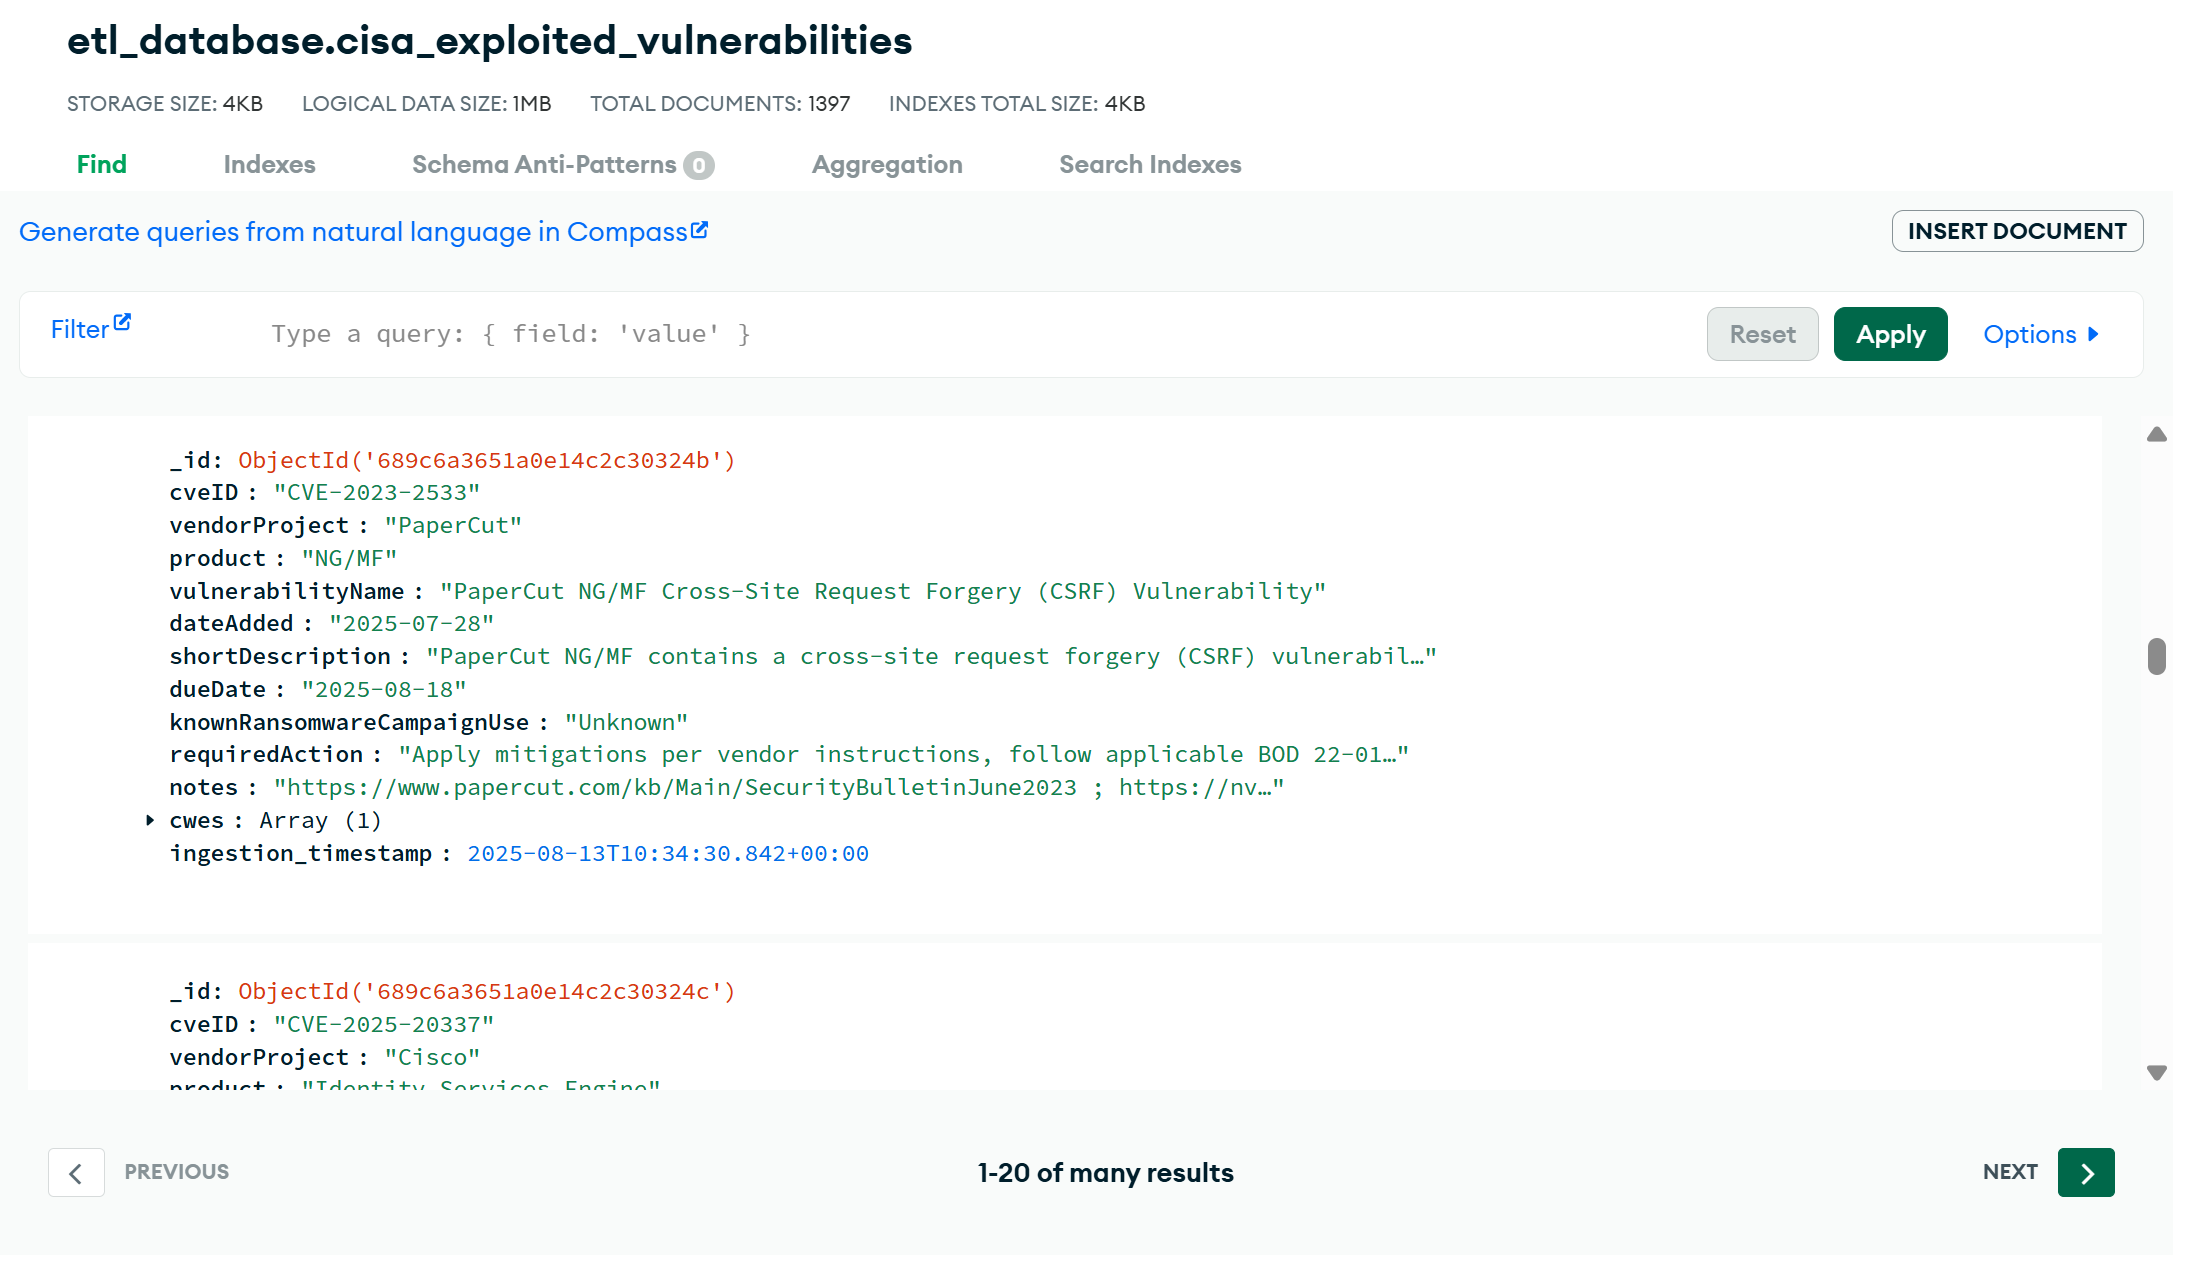 etl_database.cisa_exploited_vulnerabilities
STORAGE SIZE: 4KB LOGICAL DATA SIZE: 1MB TOTAL DOCUMENTS: 1397 INDEXES TOTAL SIZE: 4KB
Find Indexes Schema Anti-Patterns 0 Aggregation Search Indexes
Generate queries from natural language in Compass
INSERT DOCUMENT
Filter Type a query: { field: 'value' } Reset Apply Options
_id: ObjectId('689c6a3651a0e14c2c30324b')
cveID : "CVE-2023-2533"
vendorProject : "PaperCut"
product : "NG/MF"
vulnerabilityName : "PaperCut NG/MF Cross-Site Request Forgery (CSRF) Vulnerability"
dateAdded : "2025-07-28"
shortDescription : "PaperCut NG/MF contains a cross-site request forgery (CSRF) vulnerabil…"
dueDate : "2025-08-18"
knownRansomwareCampaignUse : "Unknown"
requiredAction : "Apply mitigations per vendor instructions, follow applicable BOD 22-01…"
notes : "https://www.papercut.com/kb/Main/SecurityBulletinJune2023 ; https://nv…"
cwes : Array (1)
ingestion_timestamp : 2025-08-13T10:34:30.842+00:00
_id: ObjectId('689c6a3651a0e14c2c30324c')
cveID : "CVE-2025-20337"
vendorProject : "Cisco"
product : "Identity Services Engine"
PREVIOUS 1-20 of many results NEXT